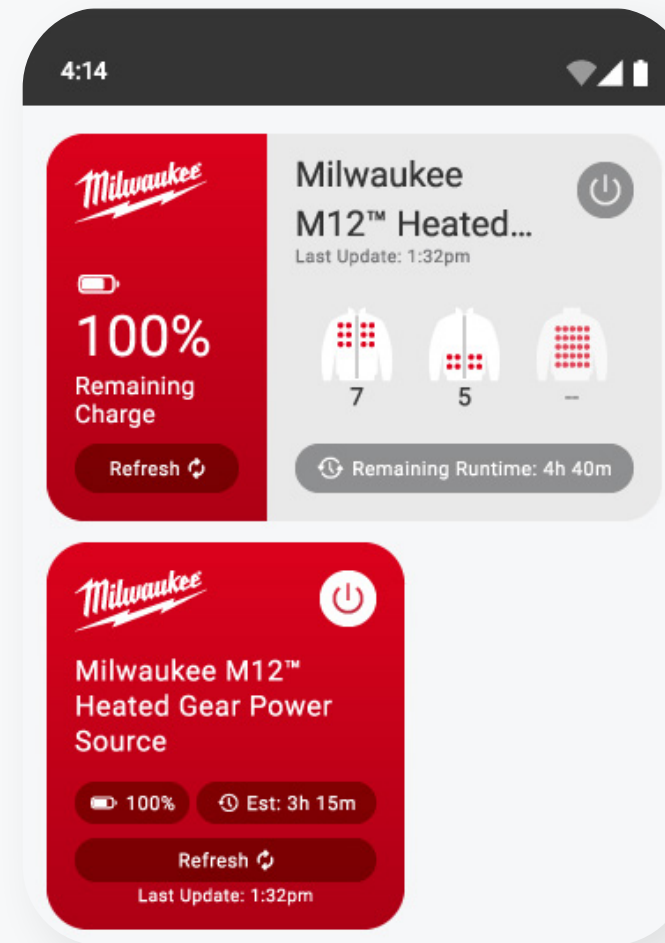 4:14
Milwaukee
100%
Remaining
Charge
Refresh
Milwaukee
M12™ Heated...
Last Update: 1:32pm
7
5
--
Remaining Runtime: 4h 40m
Milwaukee
Milwaukee M12™
Heated Gear Power
Source
100%
Est: 3h 15m
Refresh
Last Update: 1:32pm